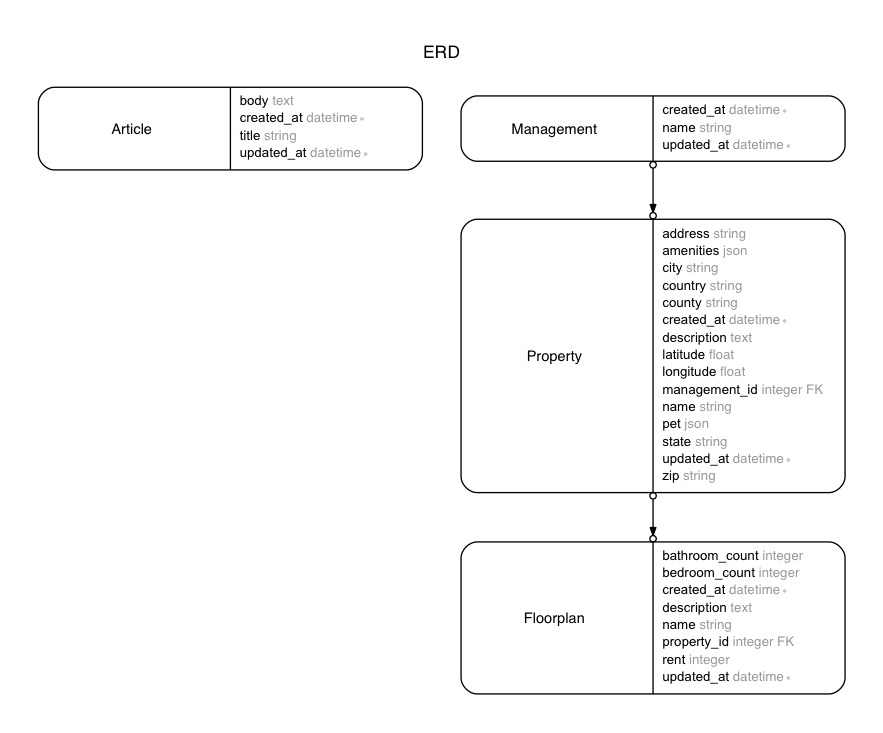 ERD
Article
body text
created_at datetime *
title string
updated_at datetime *
Management
created_at datetime *
name string
updated_at datetime *
Property
address string
amenities json
city string
country string
county string
created_at datetime *
description text
latitude float
longitude float
management_id integer FK
name string
pet json
state string
updated_at datetime *
zip string
Floorplan
bathroom_count integer
bedroom_count integer
created_at datetime *
description text
name string
property_id integer FK
rent integer
updated_at datetime *